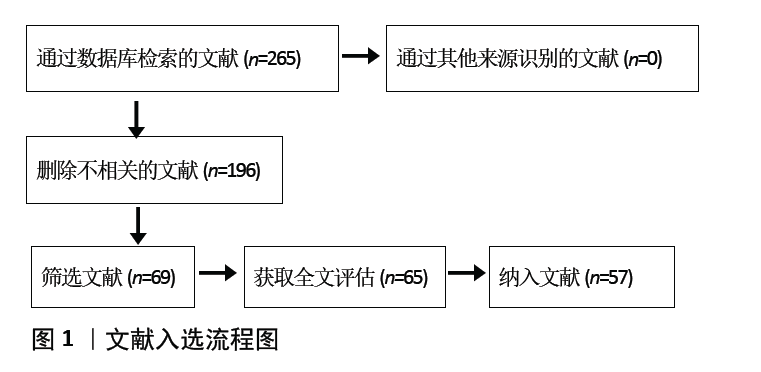 通过数据库检索的文献 (n=265)
通过其他来源识别的文献 (n=0)
删除不相关的文献 (n=196)
筛选文献 (n=69)
获取全文评估 (n=65)
纳入文献 (n=57)
图 1 ｜文献入选流程图